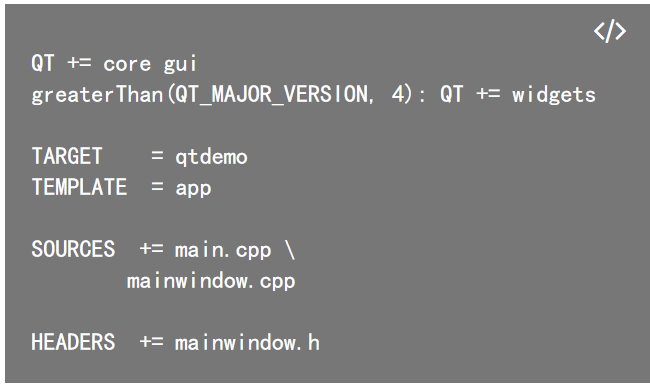 </>
QT += core gui
greaterThan(QT_MAJOR_VERSION, 4): QT += widgets
TARGET    = qtdemo
TEMPLATE  = app
SOURCES  += main.cpp \
        mainwindow.cpp
HEADERS  += mainwindow.h